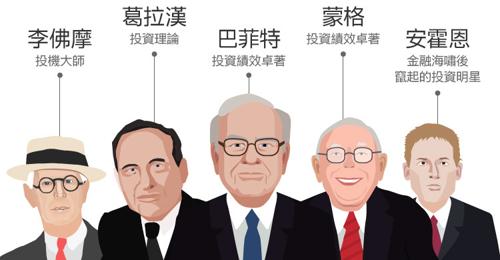 李佛摩
投機大師
葛拉漢
投資理論
巴菲特
投資績效卓著
蒙格
投資績效卓著
安霍恩
金融海嘯後
竄起的投資明星